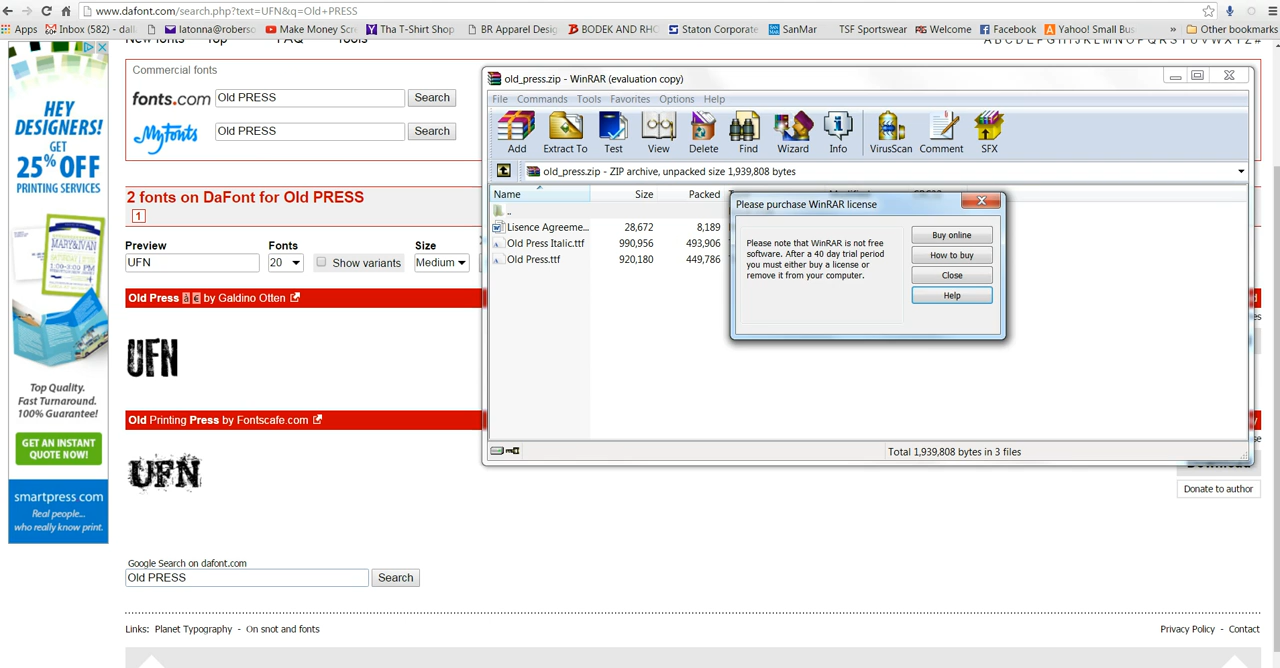 www.dafont.com/search.php?text=UFN&q=Old+PRESS
Apps Inbox (582) - dall latonna@roberso Make Money Scre Tha T-Shirt Shop BR Apparel Desig BODEK AND RHO Staton Corporate SanMar TSF Sportswear Welcome Facebook Yahoo! Small Bus » Other bookmarks
New fonts Top FAQ Tools
A B C D E F G H I J K L M N O P Q R S T U V W X Y Z #
Commercial fonts
fonts.com Old PRESS Search
MyFonts Old PRESS Search
2 fonts on DaFont for Old PRESS
1
Preview Fonts Size
UFN 20 Show variants Medium
Old Press à € by Galdino Otten
UFN
Old Printing Press by Fontscafe.com
UFN
Download
Donate to author
Google Search on dafont.com
Old PRESS Search
Links: Planet Typography - On snot and fonts
Privacy Policy - Contact
HEY
DESIGNERS!
GET
25% OFF
PRINTING SERVICES
MARY&IVAN
Top Quality.
Fast Turnaround.
100% Guarantee!
GET AN INSTANT
QUOTE NOW!
smartpress.com
Real people...
who really know print.
old_press.zip - WinRAR (evaluation copy)
File Commands Tools Favorites Options Help
Add Extract To Test View Delete Find Wizard Info VirusScan Comment SFX
old_press.zip - ZIP archive, unpacked size 1,939,808 bytes
Name Size Packed
..
Lisence Agreeme... 28,672 8,189
Old Press Italic.ttf 990,956 493,906
Old Press.ttf 920,180 449,786
Total 1,939,808 bytes in 3 files
Please purchase WinRAR license
Please note that WinRAR is not free
software. After a 40 day trial period
you must either buy a license or
remove it from your computer.
Buy online
How to buy
Close
Help